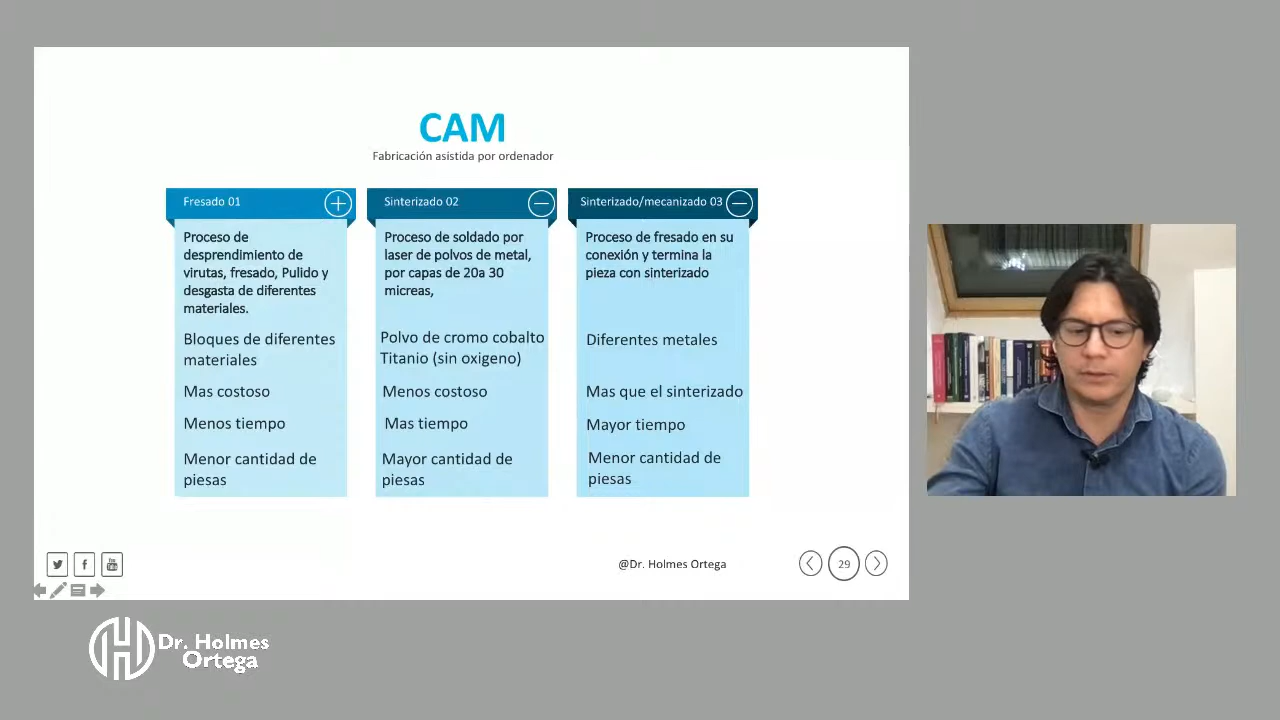 CAM
Fabricación asistida por ordenador
Fresado 01
Proceso de
desprendimiento de
virutas, fresado, Pulido y
desgasta de diferentes
materiales.
Bloques de diferentes
materiales
Mas costoso
Menos tiempo
Menor cantidad de
piesas
Sinterizado 02
Proceso de soldado por
laser de polvos de metal,
por capas de 20a 30
micreas,
Polvo de cromo cobalto
Titanio (sin oxigeno)
Menos costoso
Mas tiempo
Mayor cantidad de
piesas
Sinterizado/mecanizado 03
Proceso de fresado en su
conexión y termina la
pieza con sinterizado
Diferentes metales
Mas que el sinterizado
Mayor tiempo
Menor cantidad de
piesas
@Dr. Holmes Ortega
29
Dr. Holmes
Ortega